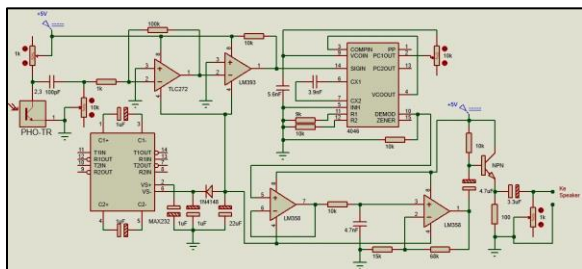 +5V
1k
100k
10k
2,3
100pF
1k
TLC272
LM393
PHO-TR
10k
1uF
C1+
C1-
T1IN
R1OUT
T2IN
R2OUT
T1OUT
R1IN
T2OUT
R2IN
VS+
VS-
C2+
C2-
1uF
MAX232
1uF
1uF
1N4148
22uF
5.6nF
3.9nF
9k
10k
COMPIN
VCOIN
SIGIN
CX1
CX2
INH
R1
R2
PP
PC1OUT
PC2OUT
VCOOUT
DEMOD
ZENER
4046
10k
10k
+5V
10k
NPN
4.7uF
3.3uF
100
1k
Ke
Speaker
LM358
10k
4.7nF
LM358
15k
68k